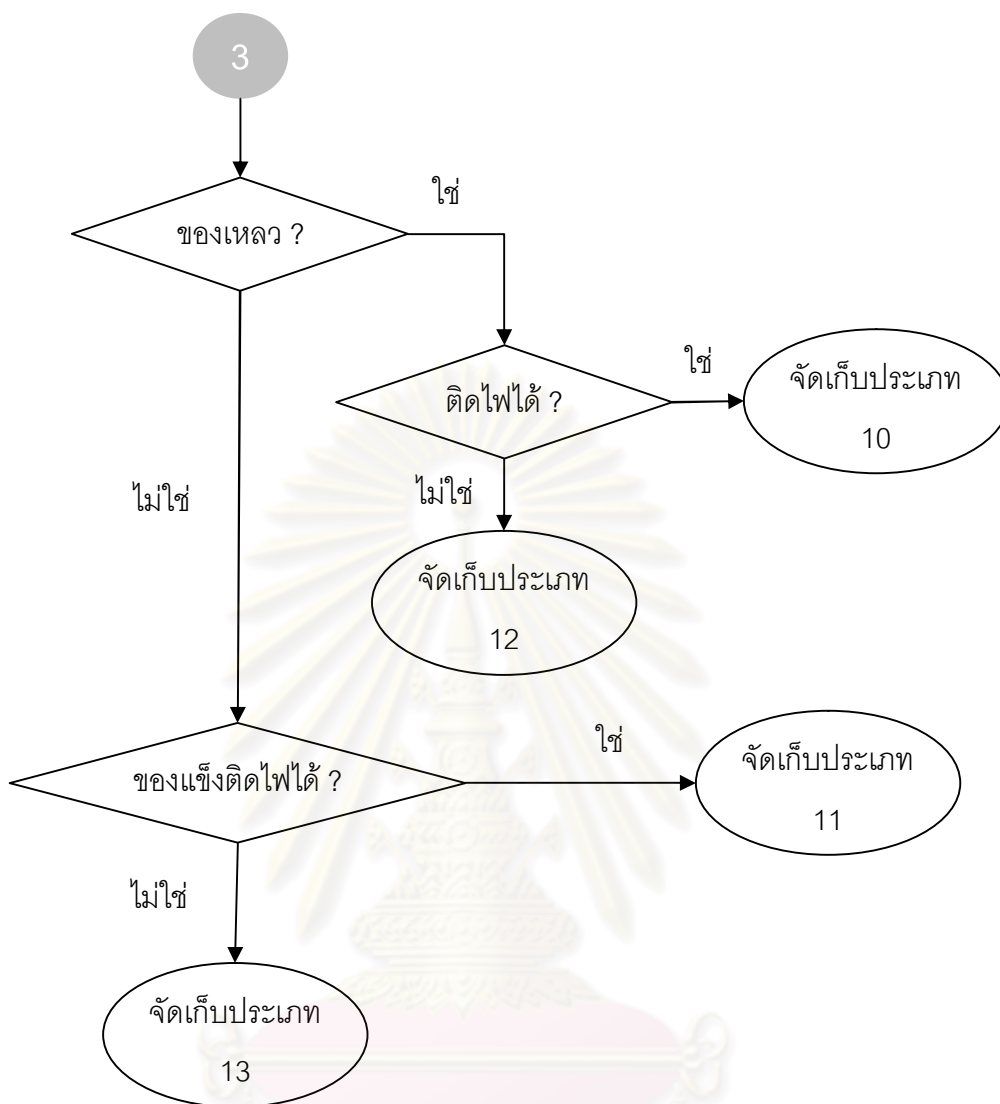 3
ใช่
ของเหลว ?
ใช่
ติดไฟได้ ?
จัดเก็บประเภท
10
ไม่ใช่
ไม่ใช่
จัดเก็บประเภท
12
ใช่
ของแข็งติดไฟได้ ?
จัดเก็บประเภท
11
ไม่ใช่
จัดเก็บประเภท
13